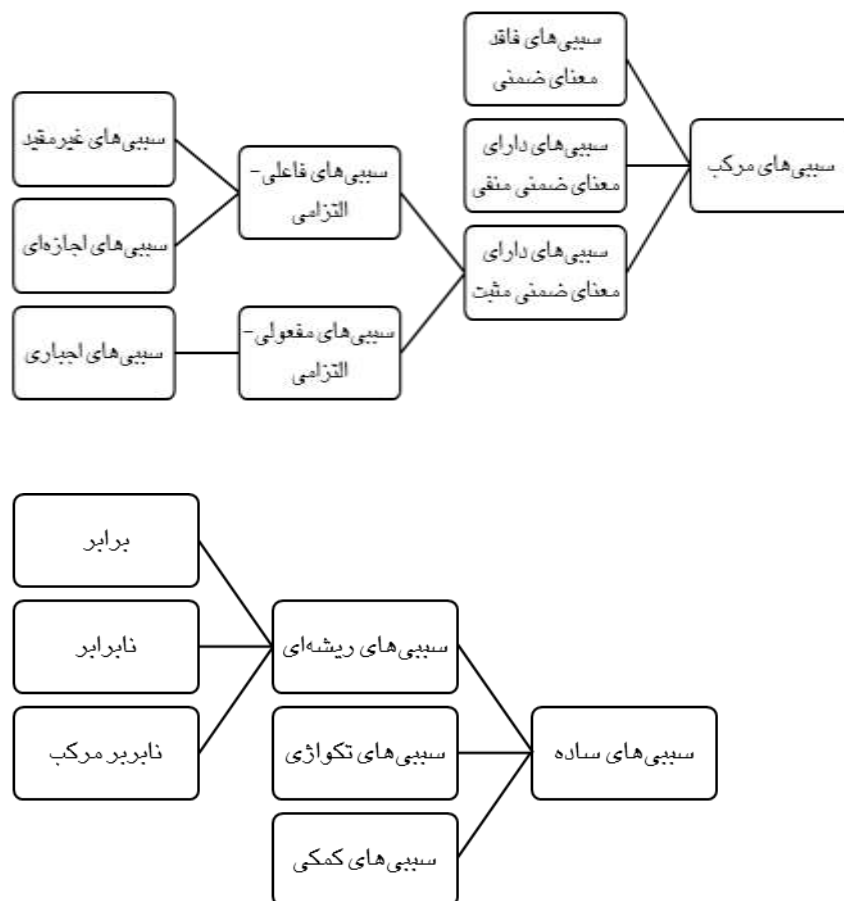 سببی‌های مرکب
سببی‌های فاقد
معنای ضمنی
سببی‌های دارای
معنای ضمنی منفی
سببی‌های دارای
معنای ضمنی مثبت
سببی‌های فاعلی-
التزامی
سببی‌های مفعولی-
التزامی
سببی‌های غیرمقید
سببی‌های اجازه‌ای
سببی‌های اجباری
سببی‌های ساده
سببی‌های ریشه‌ای
سببی‌های تکواژی
سببی‌های کمکی
برابر
نابرابر
نابربر مرکب